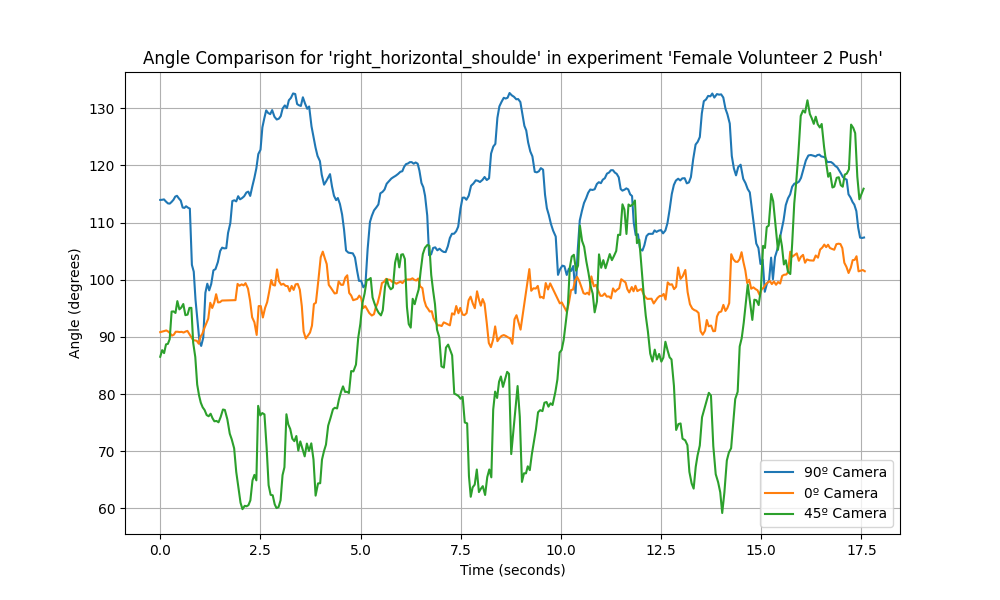 Angle Comparison for 'right_horizontal_shoulde' in experiment 'Female Volunteer 2 Push'
Angle (degrees)
130
120
110
100
90
80
70
60
0.0 2.5 5.0 7.5 10.0 12.5 15.0 17.5
Time (seconds)
90º Camera
0º Camera
45º Camera